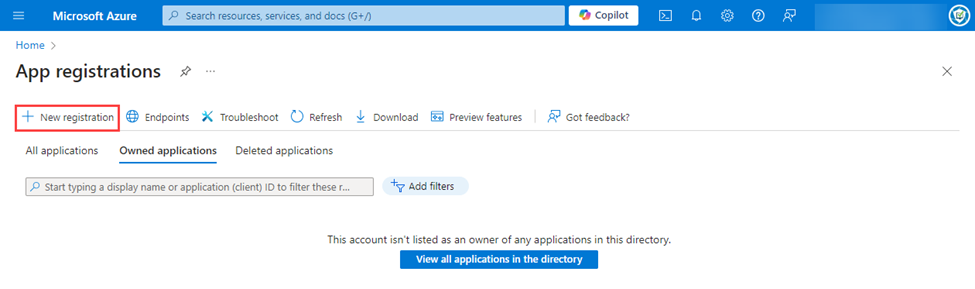 Microsoft Azure Search resources, services, and docs (G+/) Copilot
Home
App registrations
New registration Endpoints Troubleshoot Refresh Download Preview features Got feedback?
All applications Owned applications Deleted applications
Start typing a display name or application (client) ID to filter these r... Add filters
This account isn't listed as an owner of any applications in this directory.
View all applications in the directory